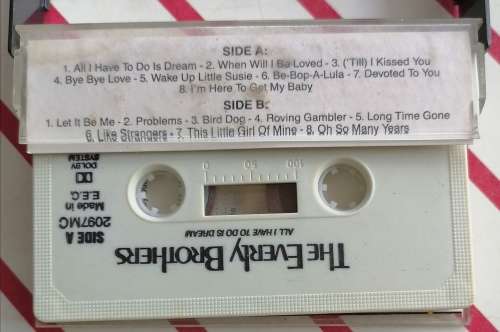 SIDE A:
1. All I Have To Do Is Dream - 2. When Will I Be Loved - 3. ('Till) I Kissed You
4. Bye Bye Love - 5. Wake Up Little Susie - 6. Be-Bop-A-Lula - 7. Devoted To You
8. I'm Here To Get My Baby
SIDE B:
1. Let It Be Me - 2. Problems - 3. Bird Dog - 4. Roving Gambler - 5. Long Time Gone
6. Like Strangers - 7. This Little Girl Of Mine - 8. Oh So Many Years
THE EVERLY BROTHERS
ALL I HAVE TO DO IS DREAM
SIDE A
2097MC
Made in
E.E.C.
DOLBY
SYSTEM
100 50 0